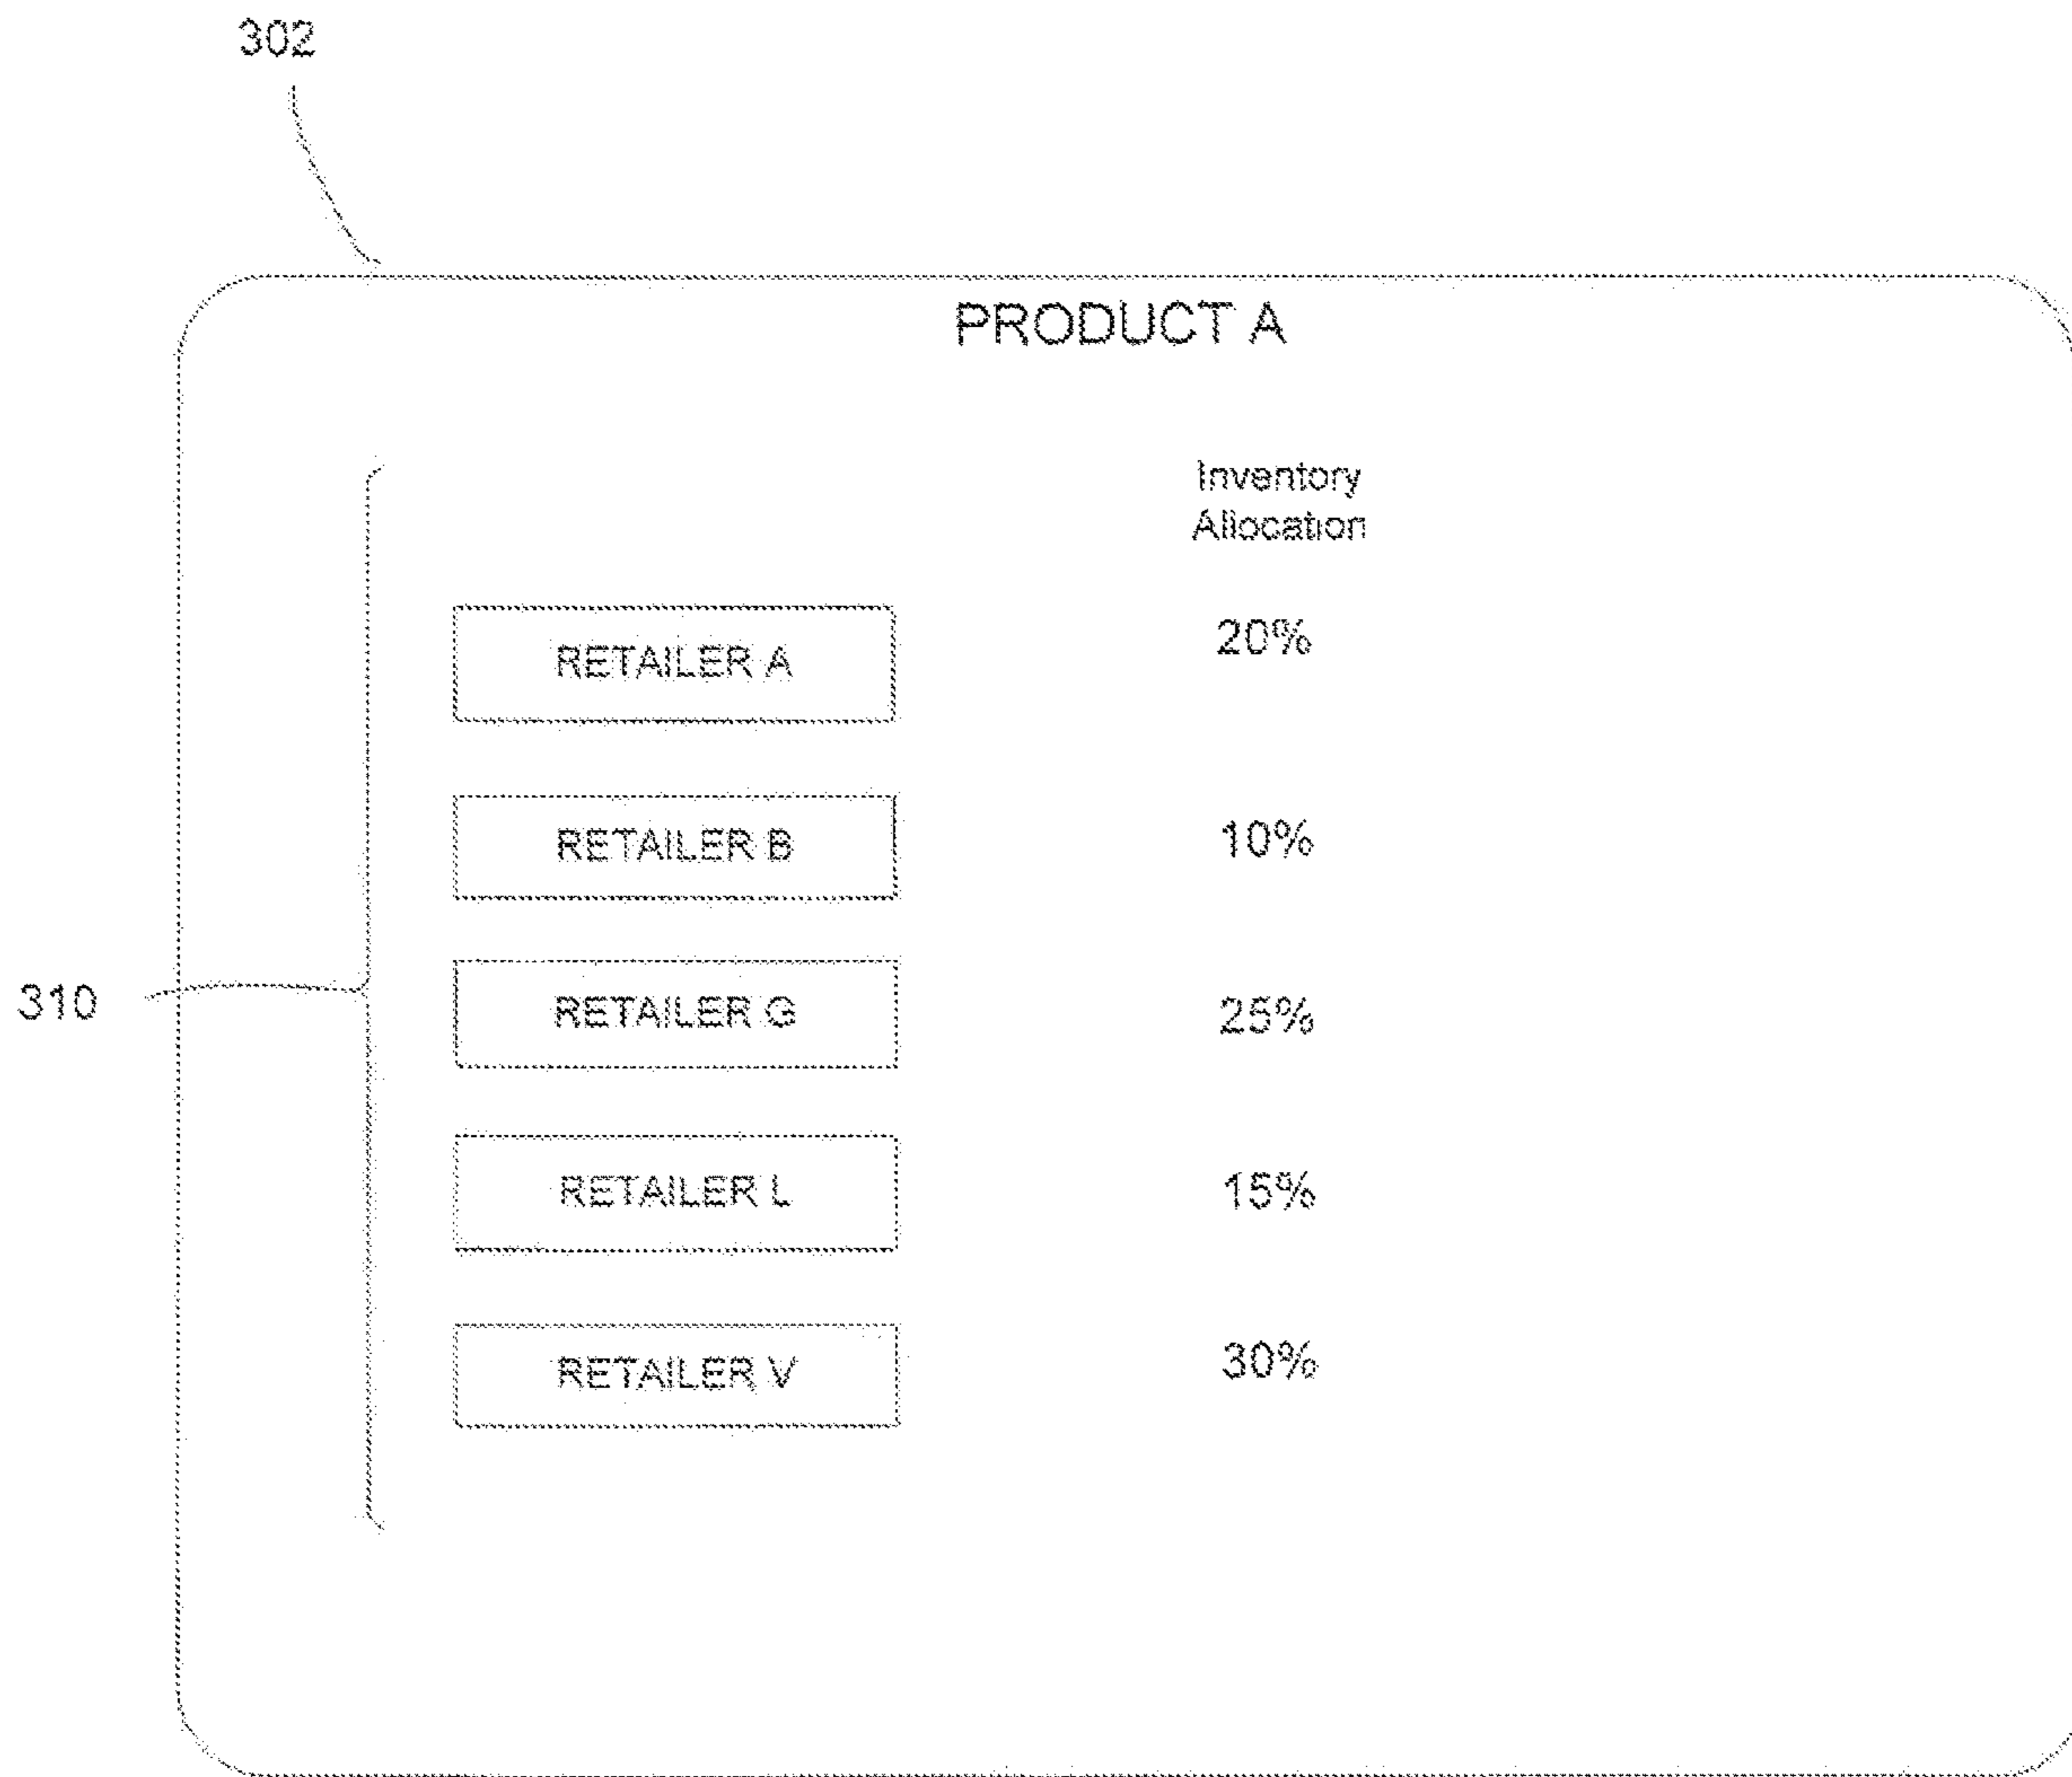 302
PRODUCT A
Inventory
Allocation
RETAILER A 20%
RETAILER B 10%
310
RETAILER G 25%
RETAILER L 15%
RETAILER V 30%